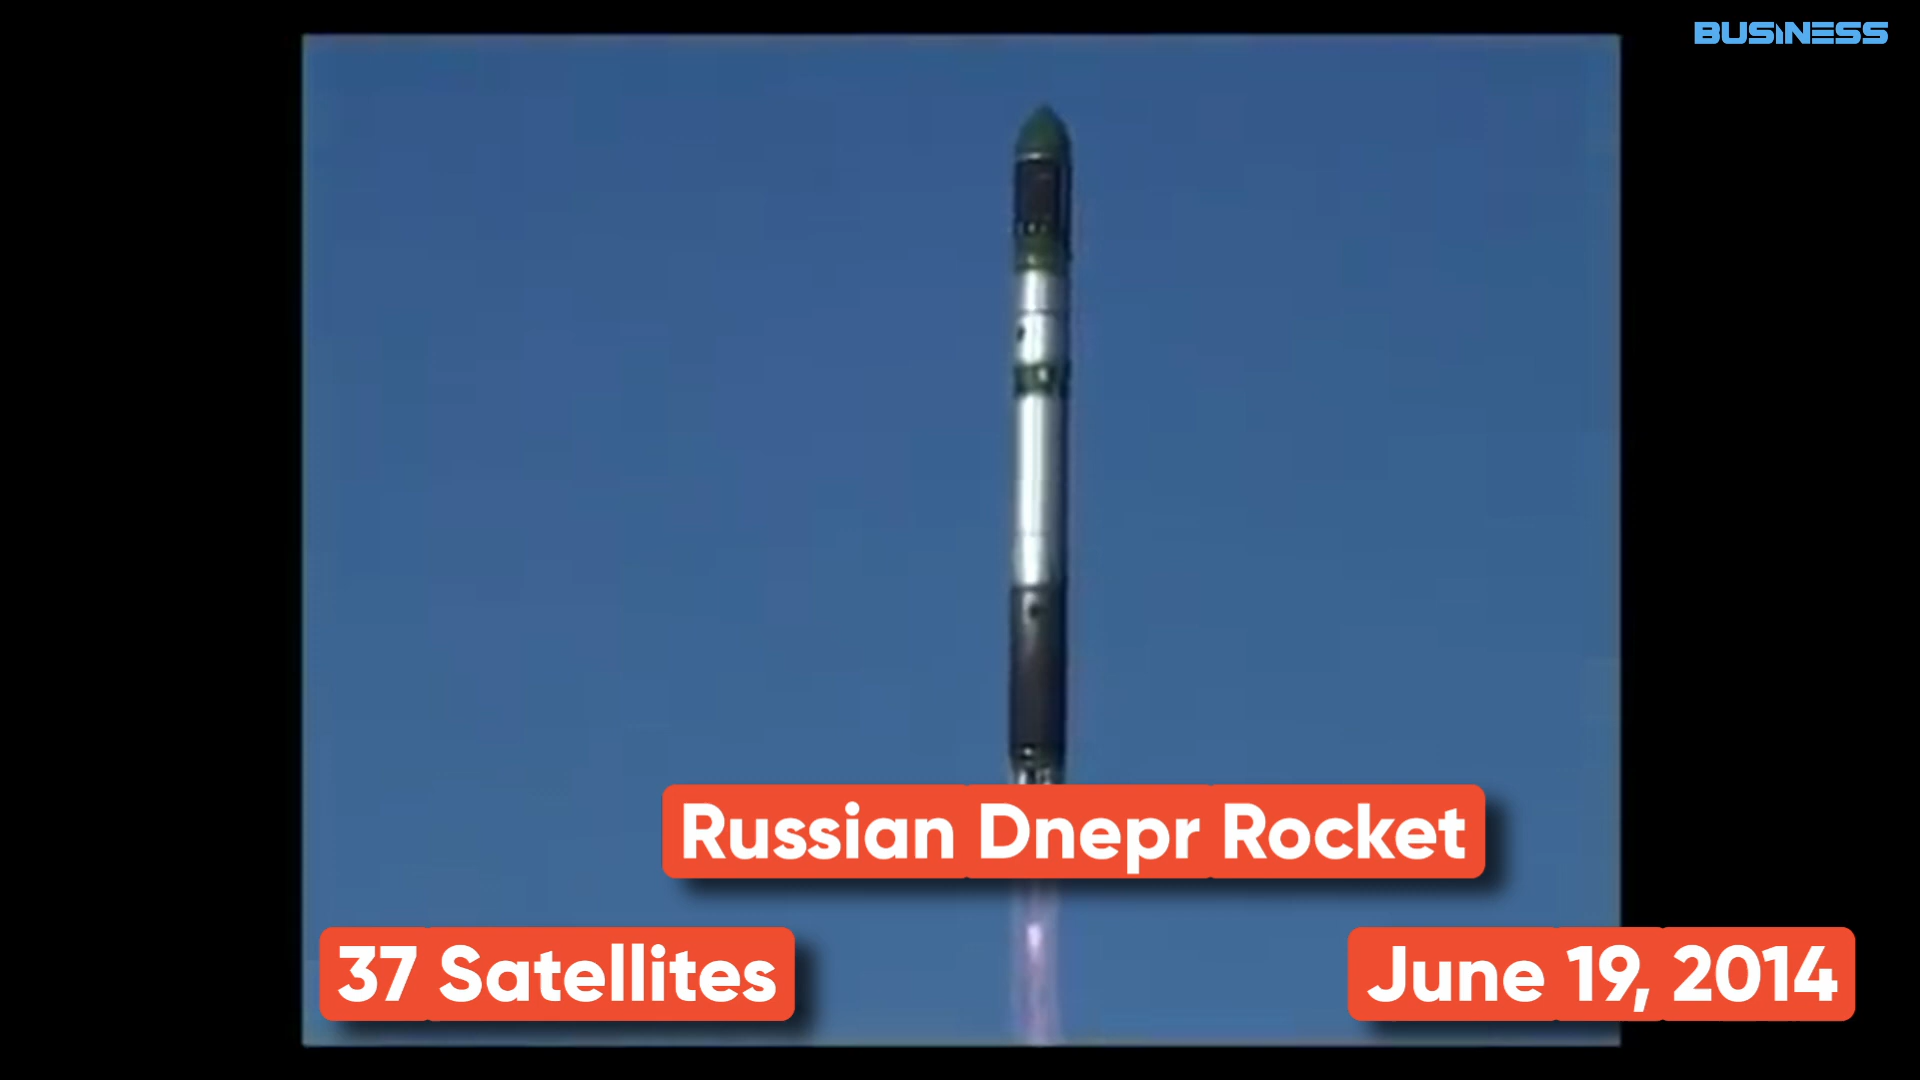 BUSINESS
Russian Dnepr Rocket
37 Satellites
June 19, 2014